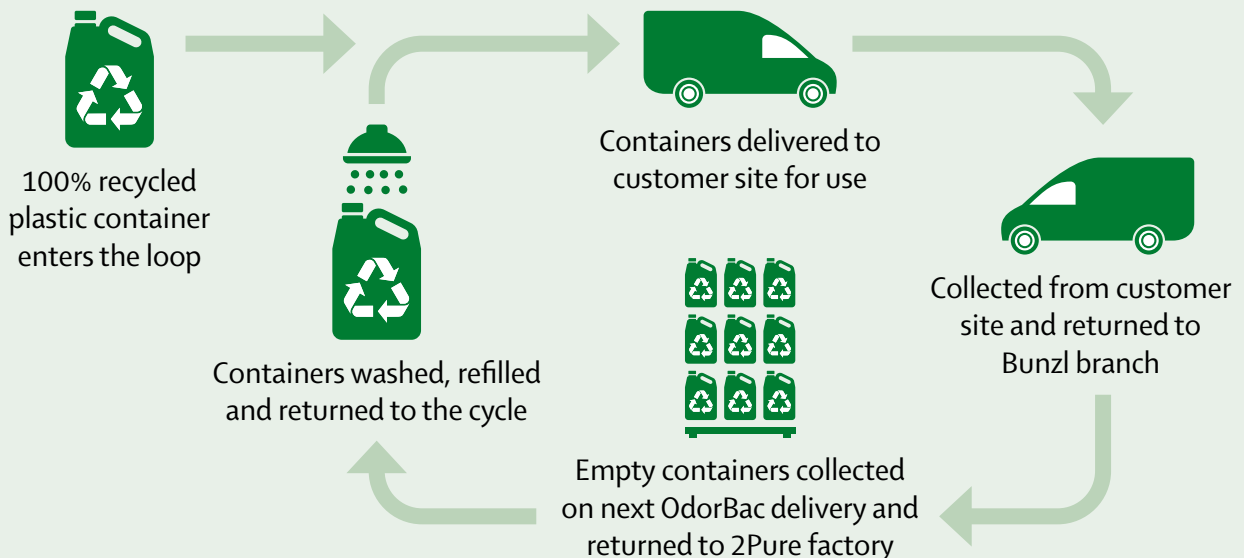 100% recycled
plastic container
enters the loop
Containers delivered to
customer site for use
Collected from customer
site and returned to
Bunzl branch
Empty containers collected
on next OdorBac delivery and
returned to 2Pure factory
Containers washed, refilled
and returned to the cycle